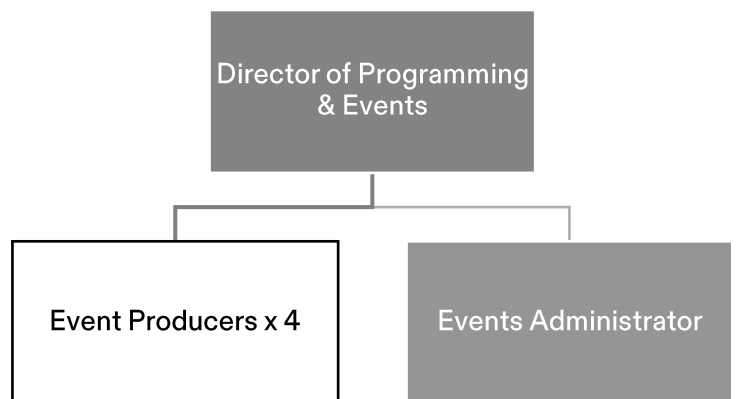 Director of Programming
& Events
Event Producers x 4
Events Administrator